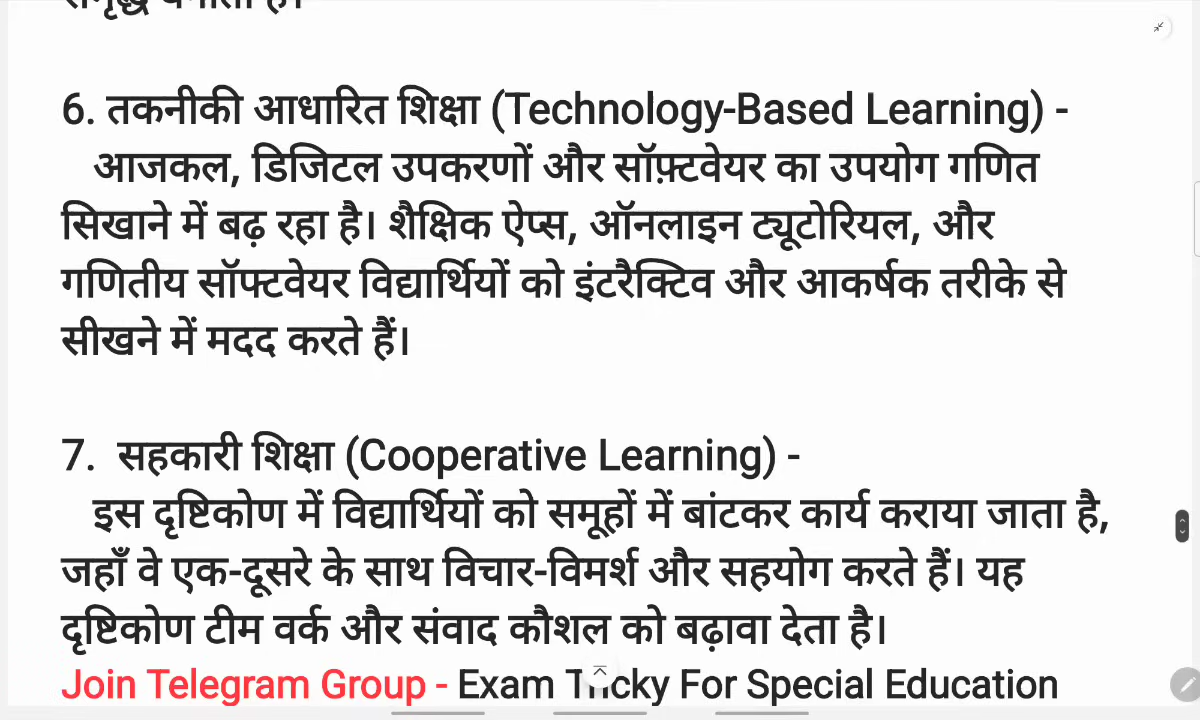 6. तकनीकी आधारित शिक्षा (Technology-Based Learning) -
आजकल, डिजिटल उपकरणों और सॉफ़्टवेयर का उपयोग गणित
सिखाने में बढ़ रहा है। शैक्षिक ऐप्स, ऑनलाइन ट्यूटोरियल, और
गणितीय सॉफ्टवेयर विद्यार्थियों को इंटरैक्टिव और आकर्षक तरीके से
सीखने में मदद करते हैं।
7. सहकारी शिक्षा (Cooperative Learning) -
इस दृष्टिकोण में विद्यार्थियों को समूहों में बांटकर कार्य कराया जाता है,
जहाँ वे एक-दूसरे के साथ विचार-विमर्श और सहयोग करते हैं। यह
दृष्टिकोण टीम वर्क और संवाद कौशल को बढ़ावा देता है।
Join Telegram Group - Exam Tricky For Special Education